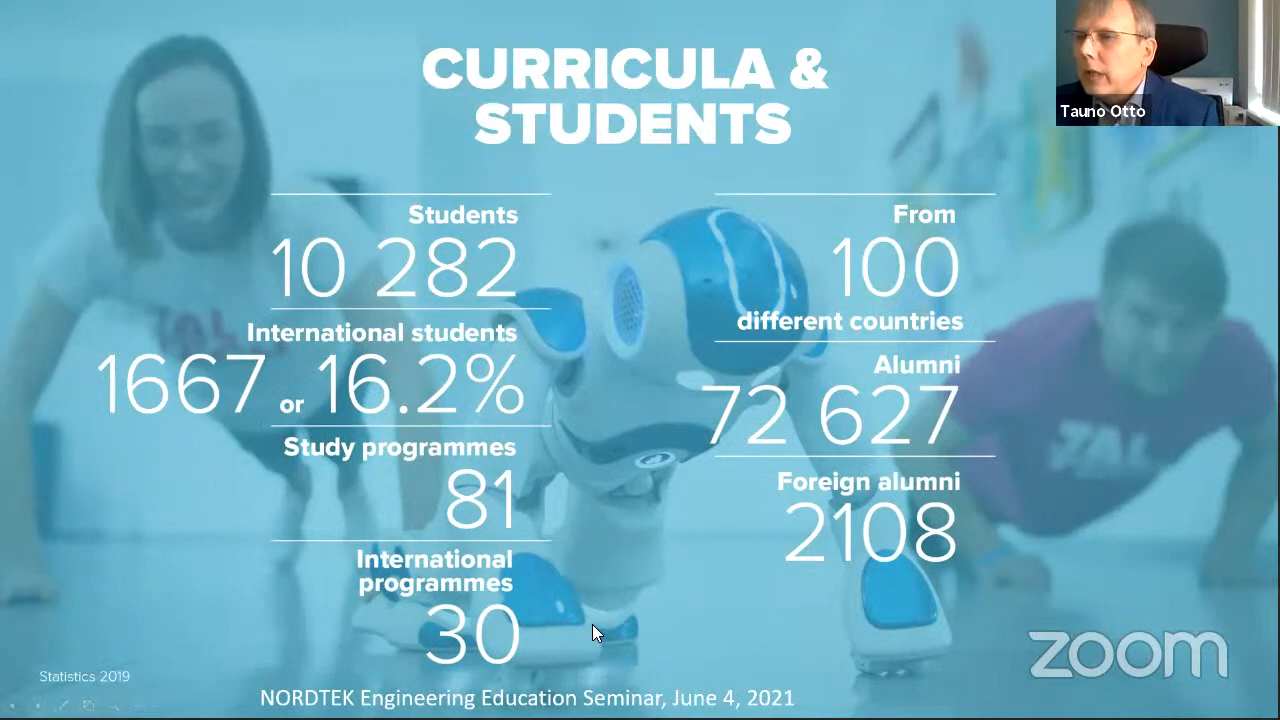 CURRICULA &
STUDENTS
Tauno Otto
Students
10 282
International students
1667 or 16.2%
Study programmes
81
International
programmes
30
From
100
different countries
Alumni
72 627
Foreign alumni
2108
zoom
Statistics 2019
NORDTEK Engineering Education Seminar, June 4, 2021